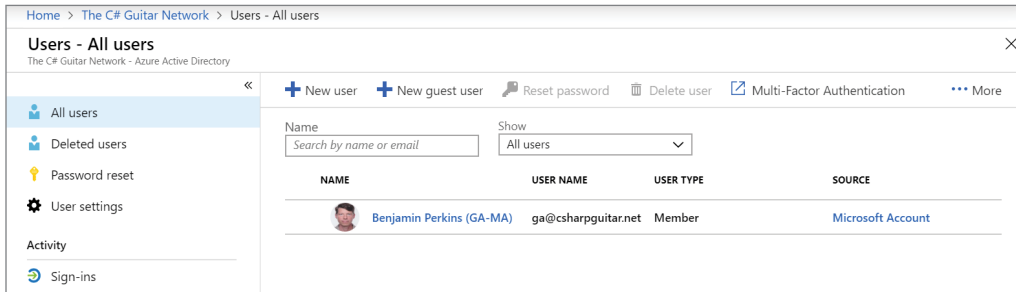 Home > The C# Guitar Network > Users - All users
Users - All users
The C# Guitar Network - Azure Active Directory
«
All users
Deleted users
Password reset
User settings
Activity
Sign-ins
New user New guest user Reset password Delete user Multi-Factor Authentication ••• More
Name Show
Search by name or email All users
NAME USER NAME USER TYPE SOURCE
Benjamin Perkins (GA-MA) ga@csharpguitar.net Member Microsoft Account